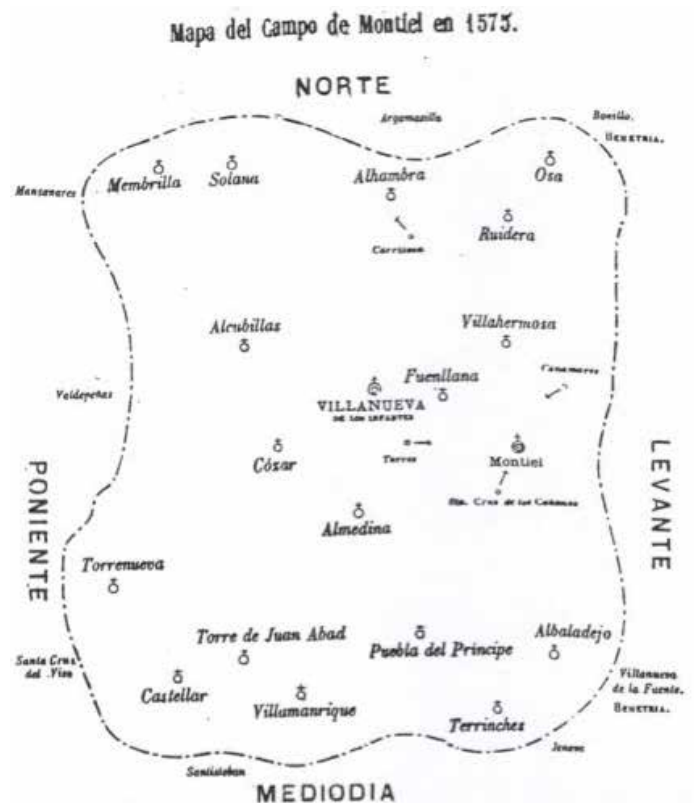 Mapa del Campo de Montiel en 1575.
NORTE
Argamasilla
Bonillo.
BENETRIA.
Membrilla
Solana
Alhambra
Osa
Manzanares
Ruidera
Carrizosa
Alcubillas
Villahermosa
Valdepeñas
Fuenllana
Cañamares
VILLANUEVA
DE LOS INFANTES
PONIENTE
Cózar
Torres
Montiel
LEVANTE
Sta. Cruz de los Cáñamos
Almedina
Torrenueva
Torre de Juan Abad
Puebla del Principe
Albaladejo
Santa Cruz
del Viso
Castellar
Villamanrique
Terrinches
Villanueva
de la Fuente.
BENETRIA.
Santisteban
Jenave
MEDIODIA